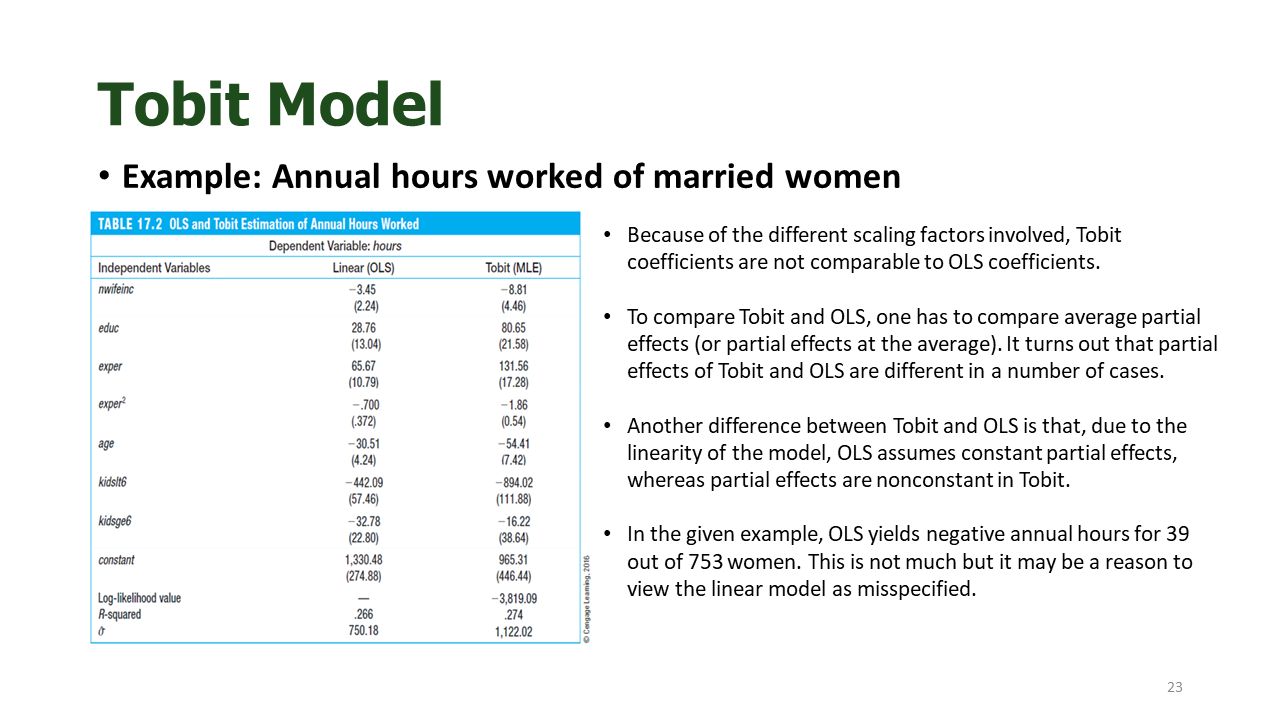 Tobit Model
• Example: Annual hours worked of married women
TABLE 17.2 OLS and Tobit Estimation of Annual Hours Worked
Dependent Variable: hours
Independent Variables Linear (OLS) Tobit (MLE)
nwifeinc −3.45 −8.81
(2.24) (4.46)
educ 28.76 80.65
(13.04) (21.58)
exper 65.67 131.56
(10.79) (17.28)
exper² −.700 −1.86
(.372) (0.54)
age −30.51 −54.41
(4.24) (7.42)
kidslt6 −442.09 −894.02
(57.46) (111.88)
kidsge6 −32.78 −16.22
(22.80) (38.64)
constant 1,330.48 965.31
(274.88) (446.44)
Log-likelihood value — −3,819.09
R-squared .266 .274
σ̂ 750.18 1,122.02
© Cengage Learning, 2016
• Because of the different scaling factors involved, Tobit
coefficients are not comparable to OLS coefficients.
• To compare Tobit and OLS, one has to compare average partial
effects (or partial effects at the average). It turns out that partial
effects of Tobit and OLS are different in a number of cases.
• Another difference between Tobit and OLS is that, due to the
linearity of the model, OLS assumes constant partial effects,
whereas partial effects are nonconstant in Tobit.
• In the given example, OLS yields negative annual hours for 39
out of 753 women. This is not much but it may be a reason to
view the linear model as misspecified.
23